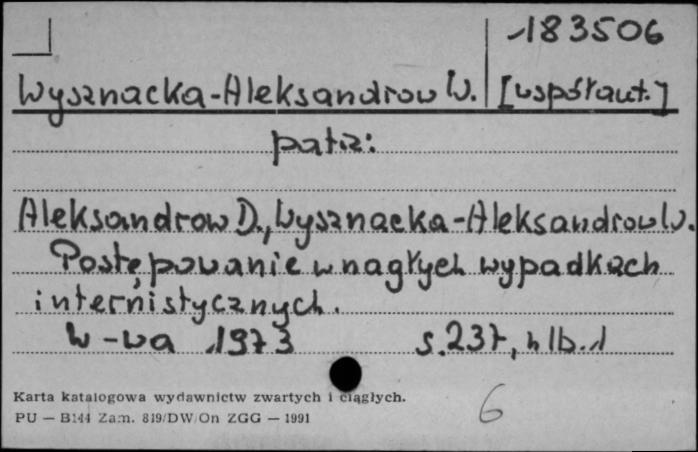 183506
Wysznacka-Aleksandrow W. [współaut.]
patrz:
Aleksandrow D., Wysznacka-Aleksandrow W.
Postępowanie w nagłych wypadkach
internistycznych.
W-wa 1973 s. 237, nlb. 1
Karta katalogowa wydawnictw zwartych i ciągłych.
PU — B144 Zam. 819/DW/On ZGG — 1991
6